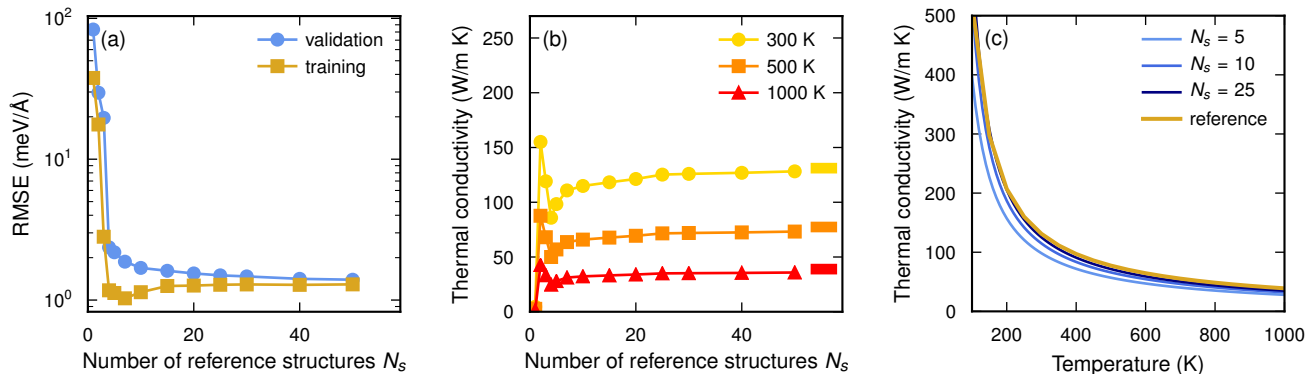 (a)
validation
training
10²
10¹
10⁰
RMSE (meV/Å)
0
20
40
Number of reference structures Nₛ
(b)
300 K
500 K
1000 K
250
200
150
100
50
0
Thermal conductivity (W/m K)
0
20
40
Number of reference structures Nₛ
(c)
Nₛ = 5
Nₛ = 10
Nₛ = 25
reference
500
400
300
200
100
0
Thermal conductivity (W/m K)
200
400
600
800
1000
Temperature (K)